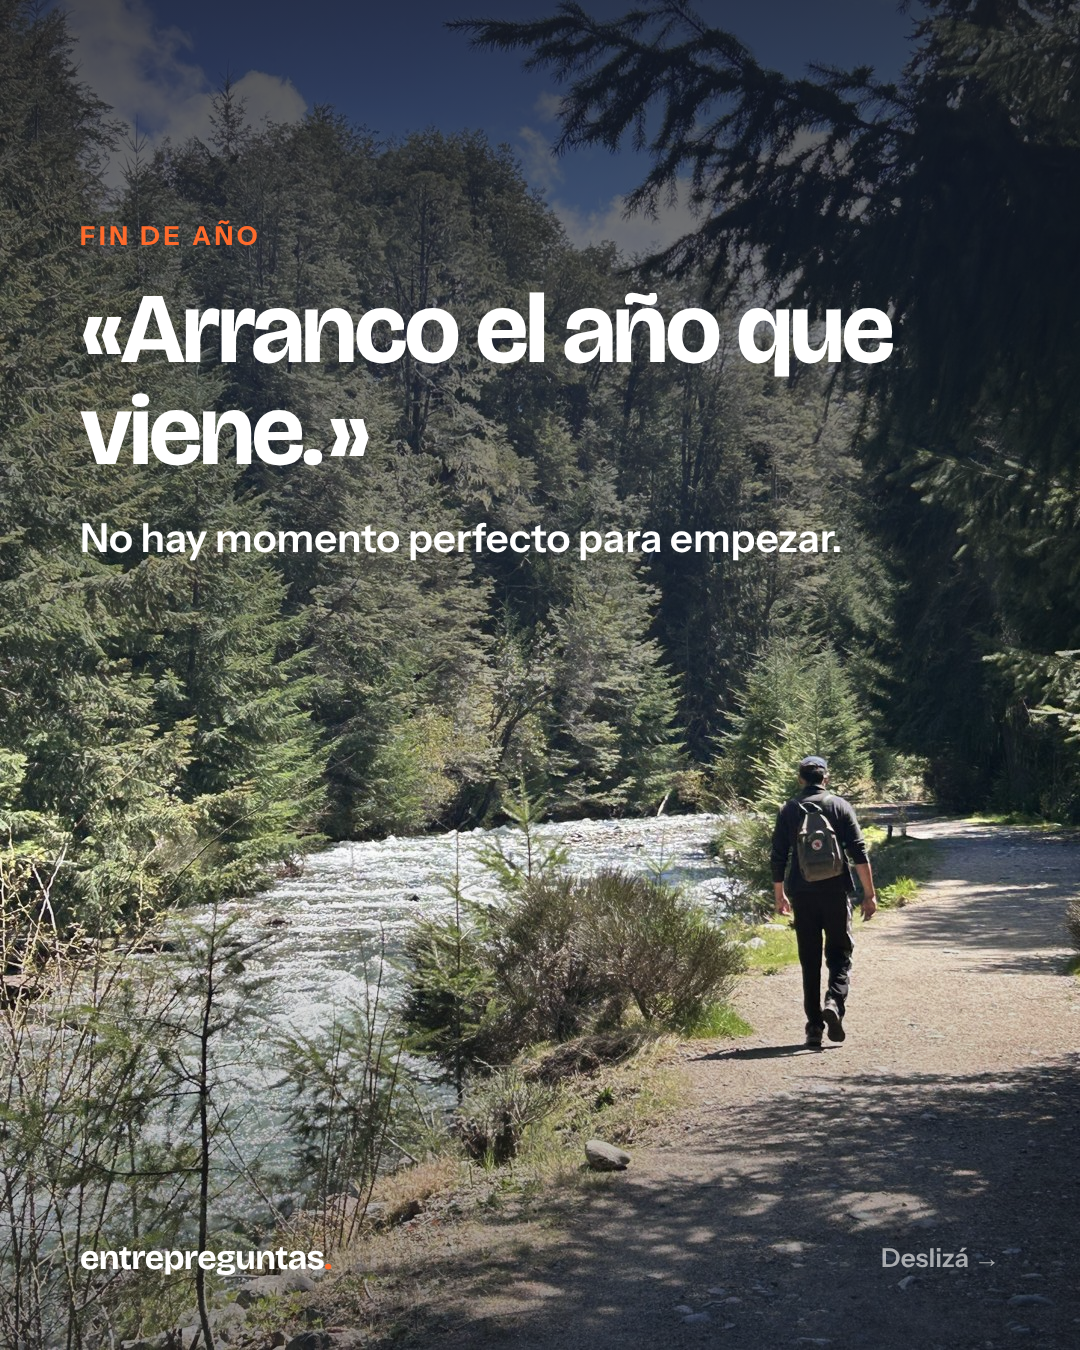 FIN DE AÑO
«Arranco el año que
viene.»
No hay momento perfecto para empezar.
entrepreguntas.
Deslizá →